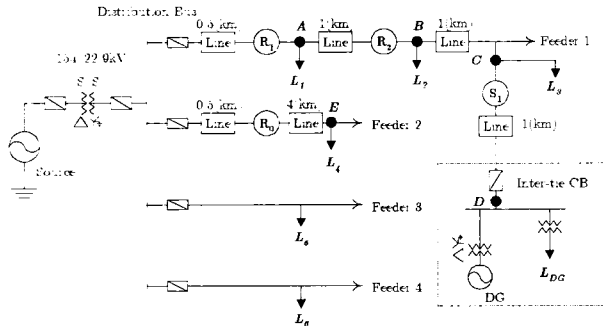 Distribution Bus
0.5(km)
A
1(km)
B
1(km)
Line
R1
Line
R2
Line
Feeder 1
L1
L2
C
L3
S1
Line
1(km)
154/22.9kV
0.5(km)
4(km)
E
Line
R0
Line
Feeder 2
L4
Source
Inter-tie CB
D
Feeder 3
L5
LDG
DG
Feeder 4
L6